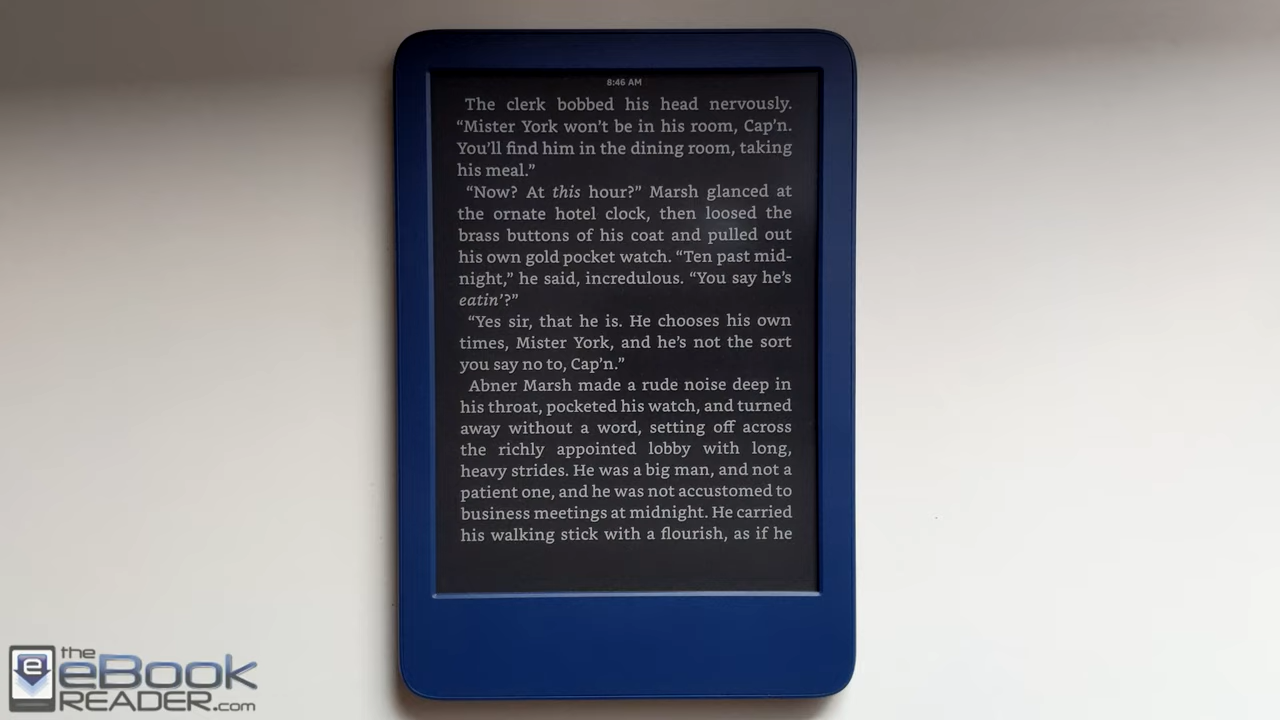 8:46 AM
The clerk bobbed his head nervously.
“Mister York won’t be in his room, Cap’n.
You’ll find him in the dining room, taking
his meal.”
“Now? At this hour?” Marsh glanced at
the ornate hotel clock, then loosed the
brass buttons of his coat and pulled out
his own gold pocket watch. “Ten past mid-
night,” he said, incredulous. “You say he’s
eatin’?”
“Yes sir, that he is. He chooses his own
times, Mister York, and he’s not the sort
you say no to, Cap’n.”
Abner Marsh made a rude noise deep in
his throat, pocketed his watch, and turned
away without a word, setting off across
the richly appointed lobby with long,
heavy strides. He was a big man, and not a
patient one, and he was not accustomed to
business meetings at midnight. He carried
his walking stick with a flourish, as if he
e
the
eBook
READER.com